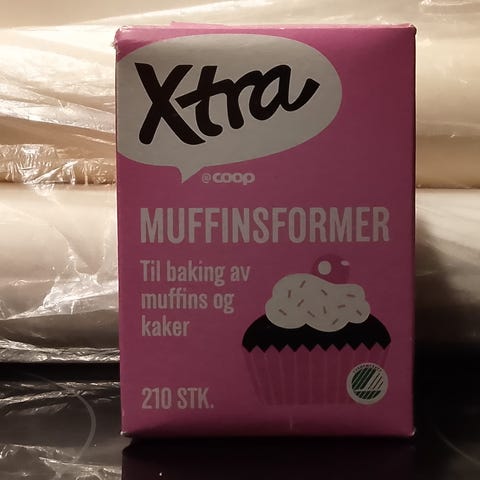 Xtra
coop
MUFFINSFORMER
Til baking av
muffins og
kaker
210 STK.